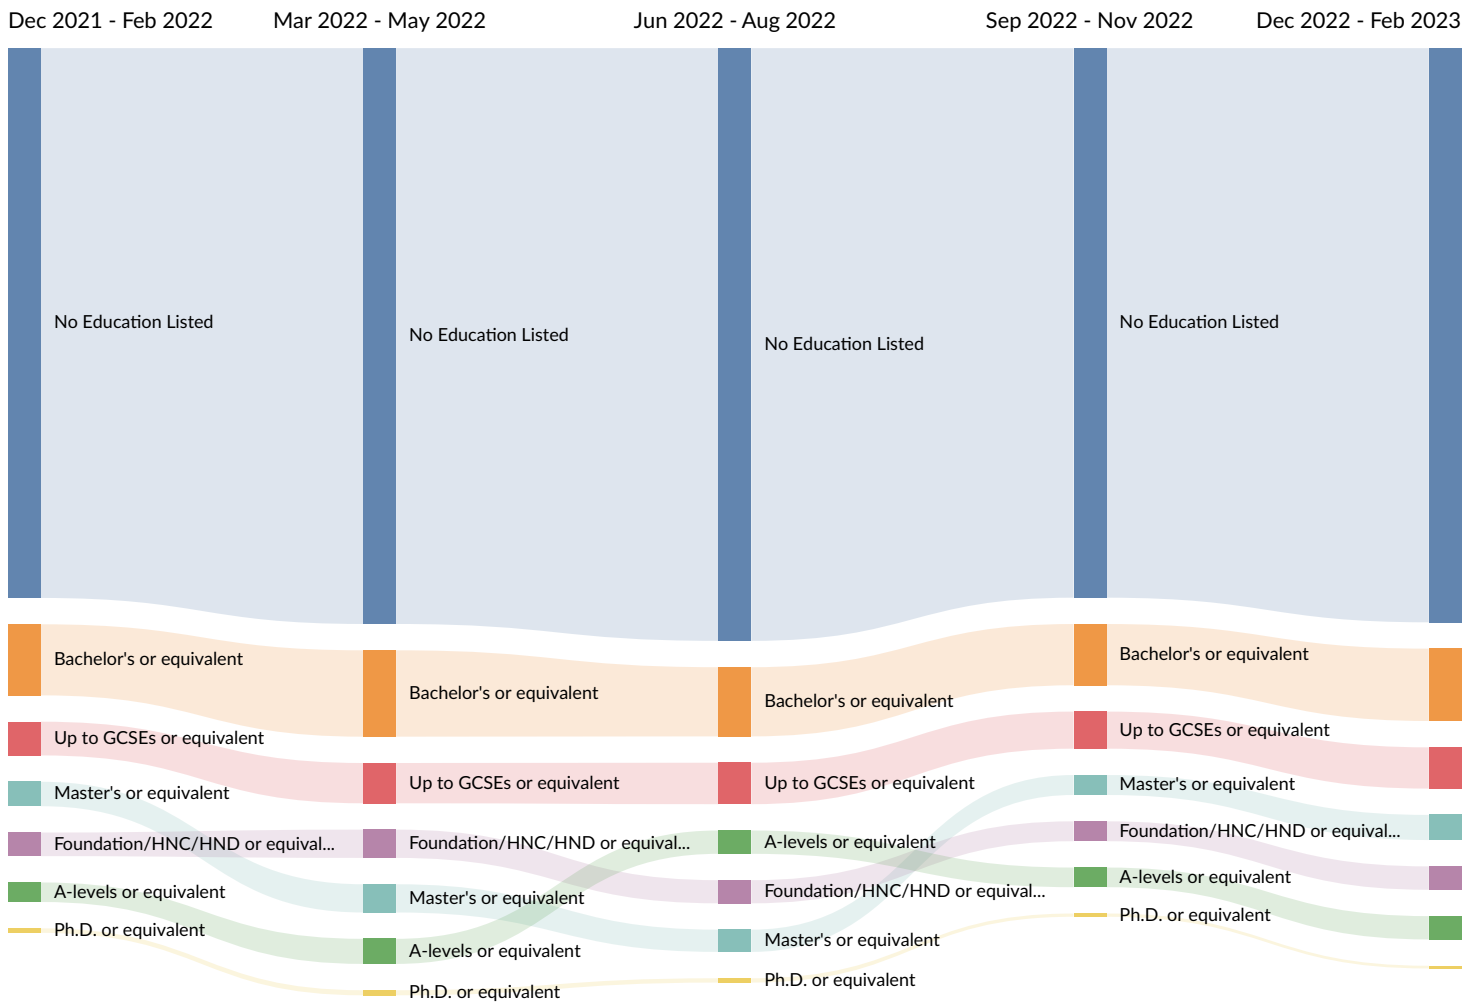 Dec 2021 - Feb 2022
Mar 2022 - May 2022
Jun 2022 - Aug 2022
Sep 2022 - Nov 2022
Dec 2022 - Feb 2023
No Education Listed
Bachelor's or equivalent
Up to GCSEs or equivalent
Master's or equivalent
Foundation/HNC/HND or equival...
A-levels or equivalent
Ph.D. or equivalent
No Education Listed
Bachelor's or equivalent
Up to GCSEs or equivalent
Foundation/HNC/HND or equival...
Master's or equivalent
A-levels or equivalent
Ph.D. or equivalent
No Education Listed
Bachelor's or equivalent
Up to GCSEs or equivalent
A-levels or equivalent
Foundation/HNC/HND or equival...
Master's or equivalent
Ph.D. or equivalent
No Education Listed
Bachelor's or equivalent
Up to GCSEs or equivalent
Master's or equivalent
Foundation/HNC/HND or equival...
A-levels or equivalent
Ph.D. or equivalent